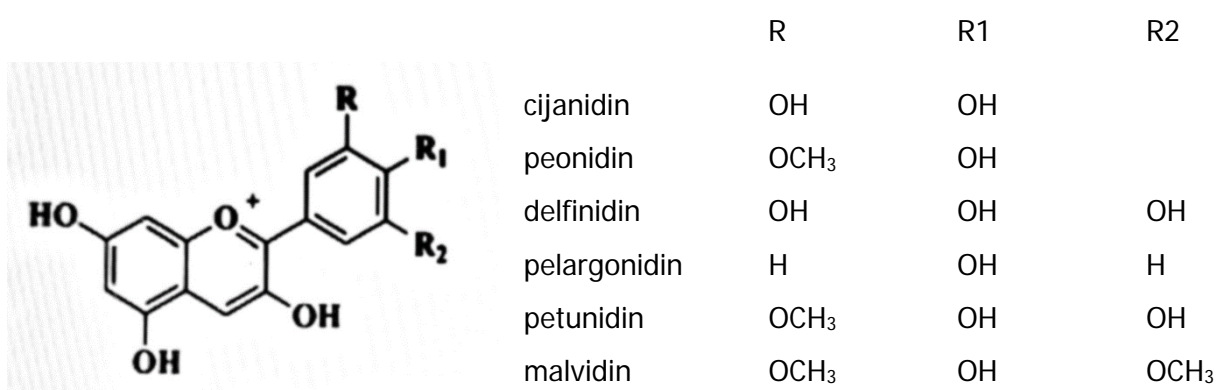 R R1 R2
cijanidin OH OH
peonidin OCH₃ OH
delfinidin OH OH OH
pelargonidin H OH H
petunidin OCH₃ OH OH
malvidin OCH₃ OH OCH₃
R
R₁
HO
O⁺
R₂
OH
OH